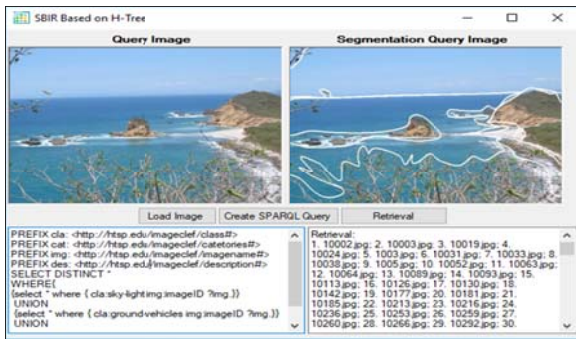 SBIR Based on H-Tree
Query Image
Segmentation Query Image
Load Image
Create SPARQL Query
Retrieval
PREFIX cla: <http://htsp.edu/imageclef/class#>
PREFIX cat: <http://htsp.edu/imageclef/catetories#>
PREFIX img: <http://htsp.edu/imageclef/imagename#>
PREFIX des: <http://htsp.edu/imageclef/description#>
SELECT DISTINCT *
WHERE{
{select * where { cla:sky-light img:imageID ?img.}}
UNION
{select * where { cla:ground-vehicles img:imageID ?img.}}
UNION
Retrieval:
1. 10002.jpg; 2. 10003.jpg; 3. 10019.jpg; 4.
10024.jpg; 5. 1003.jpg; 6. 10031.jpg; 7. 10033.jpg; 8.
10038.jpg; 9. 1005.jpg; 10. 10052.jpg; 11. 10063.jpg;
12. 10064.jpg; 13. 10089.jpg; 14. 10093.jpg; 15.
10113.jpg; 16. 10126.jpg; 17. 10130.jpg; 18.
10142.jpg; 19. 10177.jpg; 20. 10181.jpg; 21.
10185.jpg; 22. 10213.jpg; 23. 10216.jpg; 24.
10236.jpg; 25. 10253.jpg; 26. 10259.jpg; 27.
10260.jpg; 28. 10266.jpg; 29. 10292.jpg; 30.